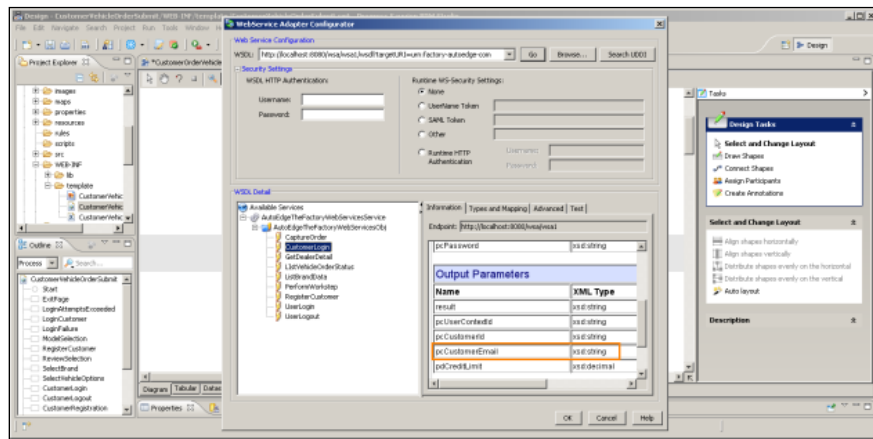 Design - CustomerVehicleOrderSubmit/WEB-INF/templat
File Edit Navigate Search Project Run Tools Window H
Design
Project Explorer
*CustomerOrderVehicle
images
maps
properties
resources
rules
scripts
src
WEB-INF
lib
template
CustomerVehic
CustomerVehic
CustomerVehic
Outline
Process
Search...
CustomerVehicleOrderSubmit
Start
ExitPage
LoginAttemptsExceeded
LoginCustomer
LoginFailure
ModelSelection
RegisterCustomer
ReviewSelection
SelectBrand
SelectVehicleOptions
CustomerLogin
CustomerLogout
CustomerRegistration
Diagram Tabular Datas
Properties
WebService Adapter Configurator
Web Service Configuration
WSDL: http://localhost:8080/wsa/wsa1/wsdl?targetURI=urn:factory-autoedge-com
Go Browse... Search UDDI
Security Settings
WSDL HTTP Authentication:
Username:
Password:
Runtime WS-Security Settings:
None
UserName Token
SAML Token
Other
Runtime HTTP Authentication
Username:
Password:
WSDL Detail
Available Services
AutoEdgeTheFactoryWebServicesService
AutoEdgeTheFactoryWebServicesObj
CaptureOrder
CustomerLogin
GetDealerDetail
ListVehicleOrderStatus
ListBrandData
PerformWorkstep
RegisterCustomer
UserLogin
UserLogout
Information Types and Mapping Advanced Test
Endpoint: http://localhost:8080/wsa/wsa1
pcPassword xsd:string
Output Parameters
Name XML Type
result xsd:string
pcUserContextId xsd:string
pcCustomerId xsd:string
pcCustomerEmail xsd:string
pdCreditLimit xsd:decimal
OK Cancel Help
Tasks
Design Tasks
Select and Change Layout
Draw Shapes
Connect Shapes
Assign Participants
Create Annotations
Select and Change Layout
Align shapes horizontally
Align shapes vertically
Distribute shapes evenly on the horizontal
Distribute shapes evenly on the vertical
Auto layout
Description